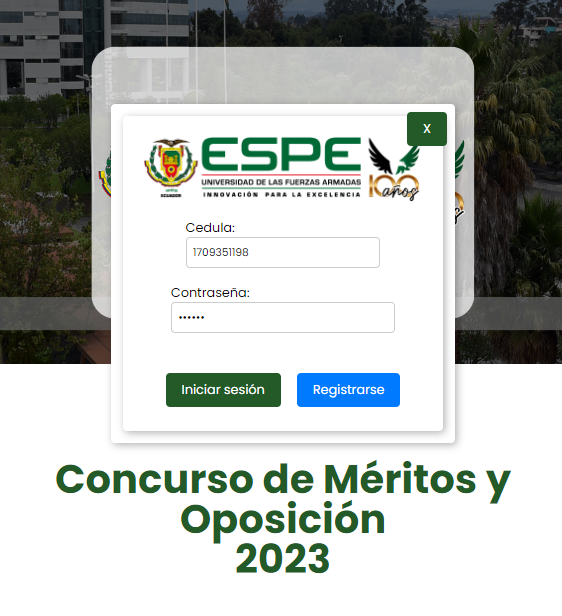 X
ESPE
UNIVERSIDAD DE LAS FUERZAS ARMADAS
INNOVACIÓN PARA LA EXCELENCIA
ECUADOR
100 años
Cedula:
1709351198
Contraseña:
••••••
Iniciar sesión
Registrarse
Concurso de Méritos y
Oposición
2023